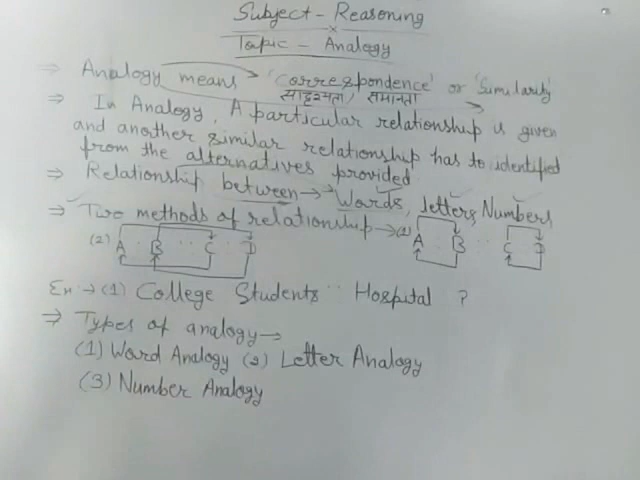 Subject - Reasoning
Topic - Analogy
⇒ Analogy means → 'Correspondence' or 'Similarity'
सादृश्यता / समानता
⇒ In Analogy, A particular relationship is given
and another similar relationship has to identified
from the alternatives provided
⇒ Relationship between → Words, letters, Numbers
⇒ Two methods of relationship → (1) A B : : C D
(2) A B : : C D
Ex → (1) College : Students : : Hospital : ?
⇒ Types of analogy →
(1) Word Analogy (2) Letter Analogy
(3) Number Analogy